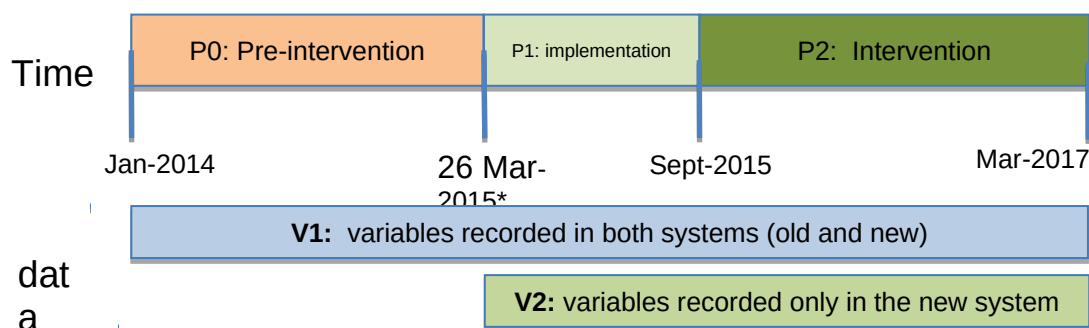 P0: Pre-intervention
P1: implementation
P2: Intervention
Time
Jan-2014
26 Mar-
2015*
Sept-2015
Mar-2017
V1: variables recorded in both systems (old and new)
dat
a
V2: variables recorded only in the new system